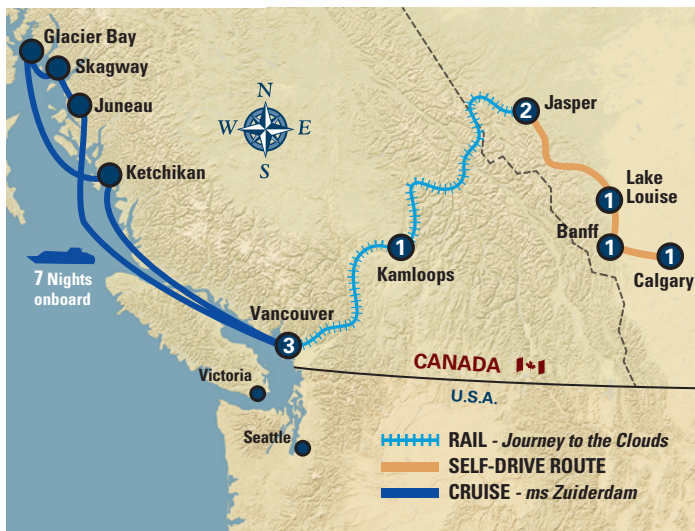 Glacier Bay
Skagway
Juneau
Ketchikan
N
W
E
S
2
Jasper
Lake
Louise
1
Banff
1
1
Calgary
1
Kamloops
7 Nights
onboard
Vancouver
3
Victoria
Seattle
CANADA
U.S.A.
RAIL - Journey to the Clouds
SELF-DRIVE ROUTE
CRUISE - ms Zuiderdam